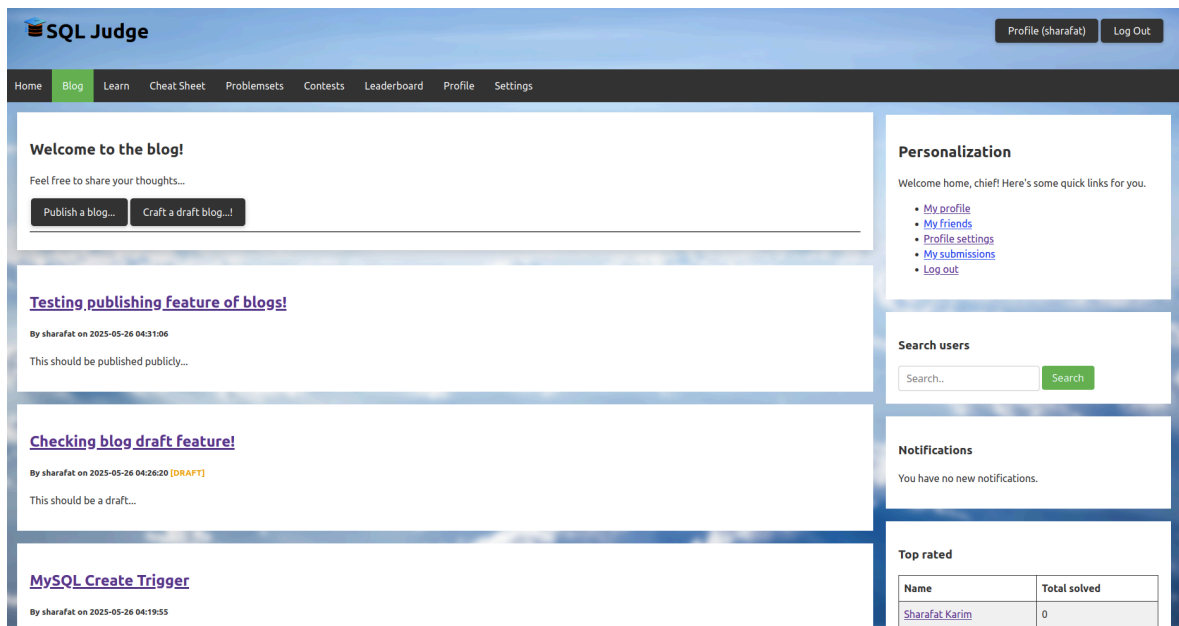 SQL Judge
Profile (sharafat) Log Out
Home Blog Learn Cheat Sheet Problemsets Contests Leaderboard Profile Settings
Welcome to the blog!
Feel free to share your thoughts...
Publish a blog... Craft a draft blog...!
Testing publishing feature of blogs!
By sharafat on 2025-05-26 04:31:06
This should be published publicly...
Checking blog draft feature!
By sharafat on 2025-05-26 04:26:20 [DRAFT]
This should be a draft...
MySQL Create Trigger
By sharafat on 2025-05-26 04:19:55
Personalization
Welcome home, chief! Here's some quick links for you.
• My profile
• My friends
• Profile settings
• My submissions
• Log out
Search users
Search.. Search
Notifications
You have no new notifications.
Top rated
Name Total solved
Sharafat Karim 0